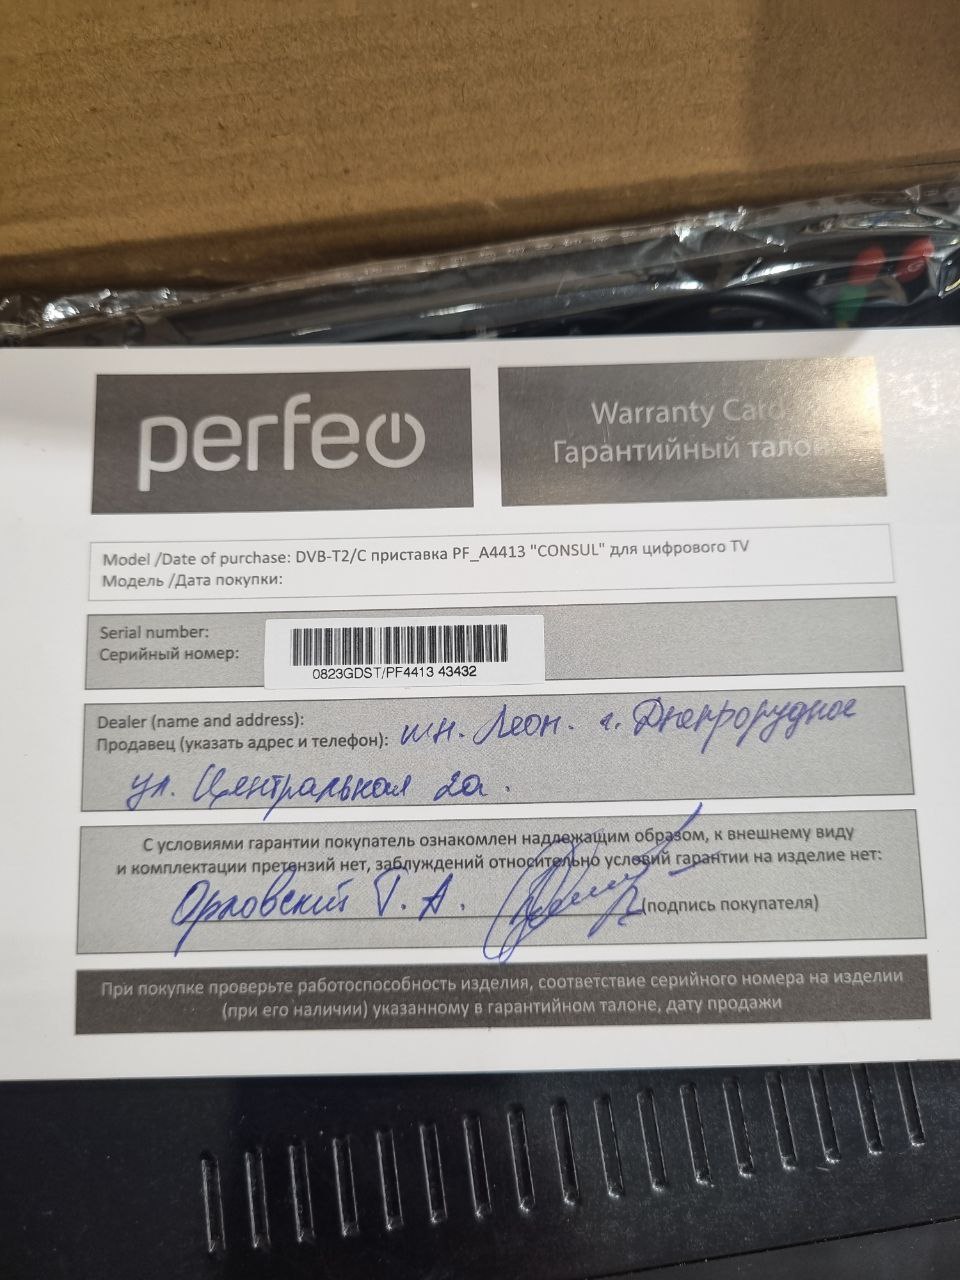 perfeo
Warranty Card
Гарантийный талон
Model /Date of purchase: DVB-T2/C приставка PF_A4413 "CONSUL" для цифрового TV
Модель /Дата покупки:
Serial number:
Серийный номер:
0823GDST/PF4413 43432
Dealer (name and address):
Продавец (указать адрес и телефон): мн. Леон. г. Днепрорудное
ул. Центральная 2а.
С условиями гарантии покупатель ознакомлен надлежащим образом, к внешнему виду
и комплектации претензий нет, заблуждений относительно условий гарантии на изделие нет:
Орловский Т. А. (подпись покупателя)
При покупке проверьте работоспособность изделия, соответствие серийного номера на изделии
(при его наличии) указанному в гарантийном талоне, дату продажи